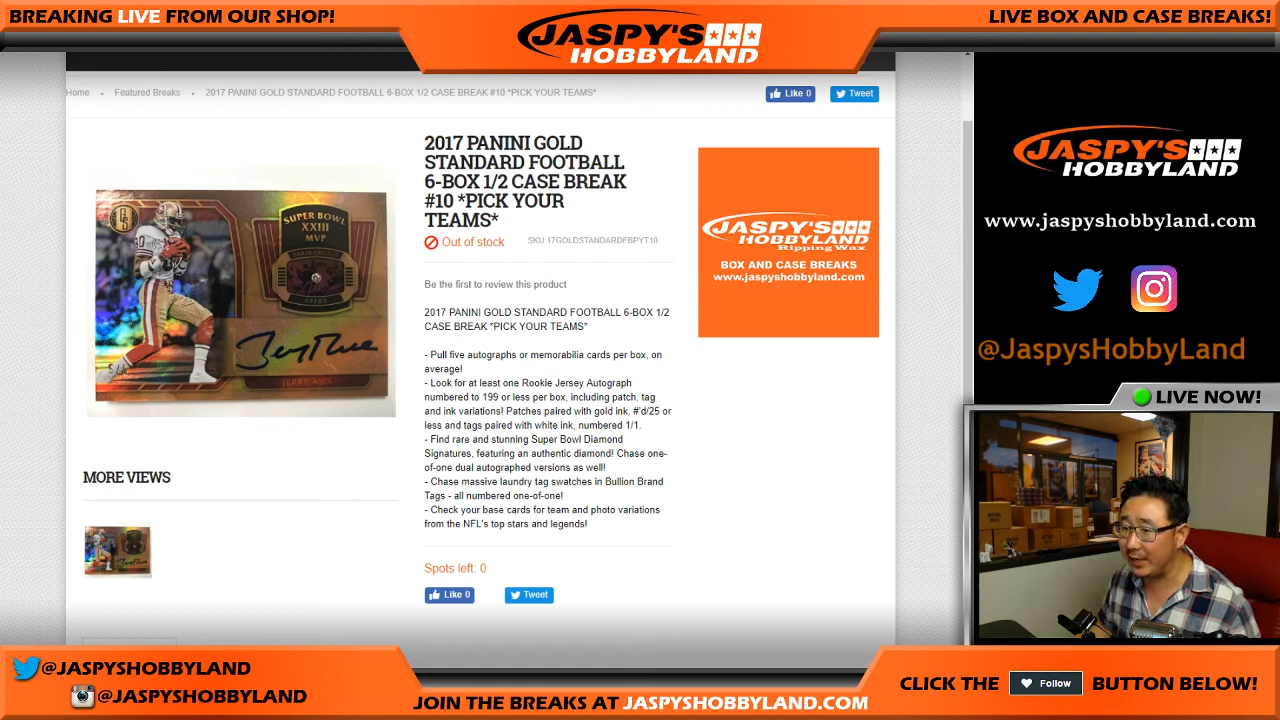 BREAKING LIVE FROM OUR SHOP!
JASPY'S
HOBBYLAND
LIVE BOX AND CASE BREAKS!
Home • Featured Breaks • 2017 PANINI GOLD STANDARD FOOTBALL 6-BOX 1/2 CASE BREAK #10 *PICK YOUR TEAMS*
Like 0
Tweet
2017 PANINI GOLD
STANDARD FOOTBALL
6-BOX 1/2 CASE BREAK
#10 *PICK YOUR
TEAMS*
Out of stock
SKU:17GOLDSTANDARDFBPYT10
Be the first to review this product
2017 PANINI GOLD STANDARD FOOTBALL 6-BOX 1/2
CASE BREAK *PICK YOUR TEAMS*
- Pull five autographs or memorabilia cards per box, on
average!
- Look for at least one Rookie Jersey Autograph
numbered to 199 or less per box, including patch, tag
and ink variations! Patches paired with gold ink, #'d/25 or
less and tags paired with white ink, numbered 1/1.
- Find rare and stunning Super Bowl Diamond
Signatures, featuring an authentic diamond! Chase one-
of-one dual autographed versions as well!
- Chase massive laundry tag swatches in Bullion Brand
Tags - all numbered one-of-one!
- Check your base cards for team and photo variations
from the NFL's top stars and legends!
Spots left: 0
Like 0
Tweet
SUPER BOWL
XXIII
MVP
SAN FRANCISCO
49ERS
Jerry Rice
JERRY RICE
MORE VIEWS
JASPY'S
HOBBYLAND
Ripping Wax
BOX AND CASE BREAKS
www.jaspyshobbyland.com
JASPY'S
HOBBYLAND
www.jaspyshobbyland.com
@JaspysHobbyLand
LIVE NOW!
@JASPYSHOBBYLAND
@JASPYSHOBBYLAND
JOIN THE BREAKS AT JASPYSHOBBYLAND.COM
CLICK THE Follow BUTTON BELOW!